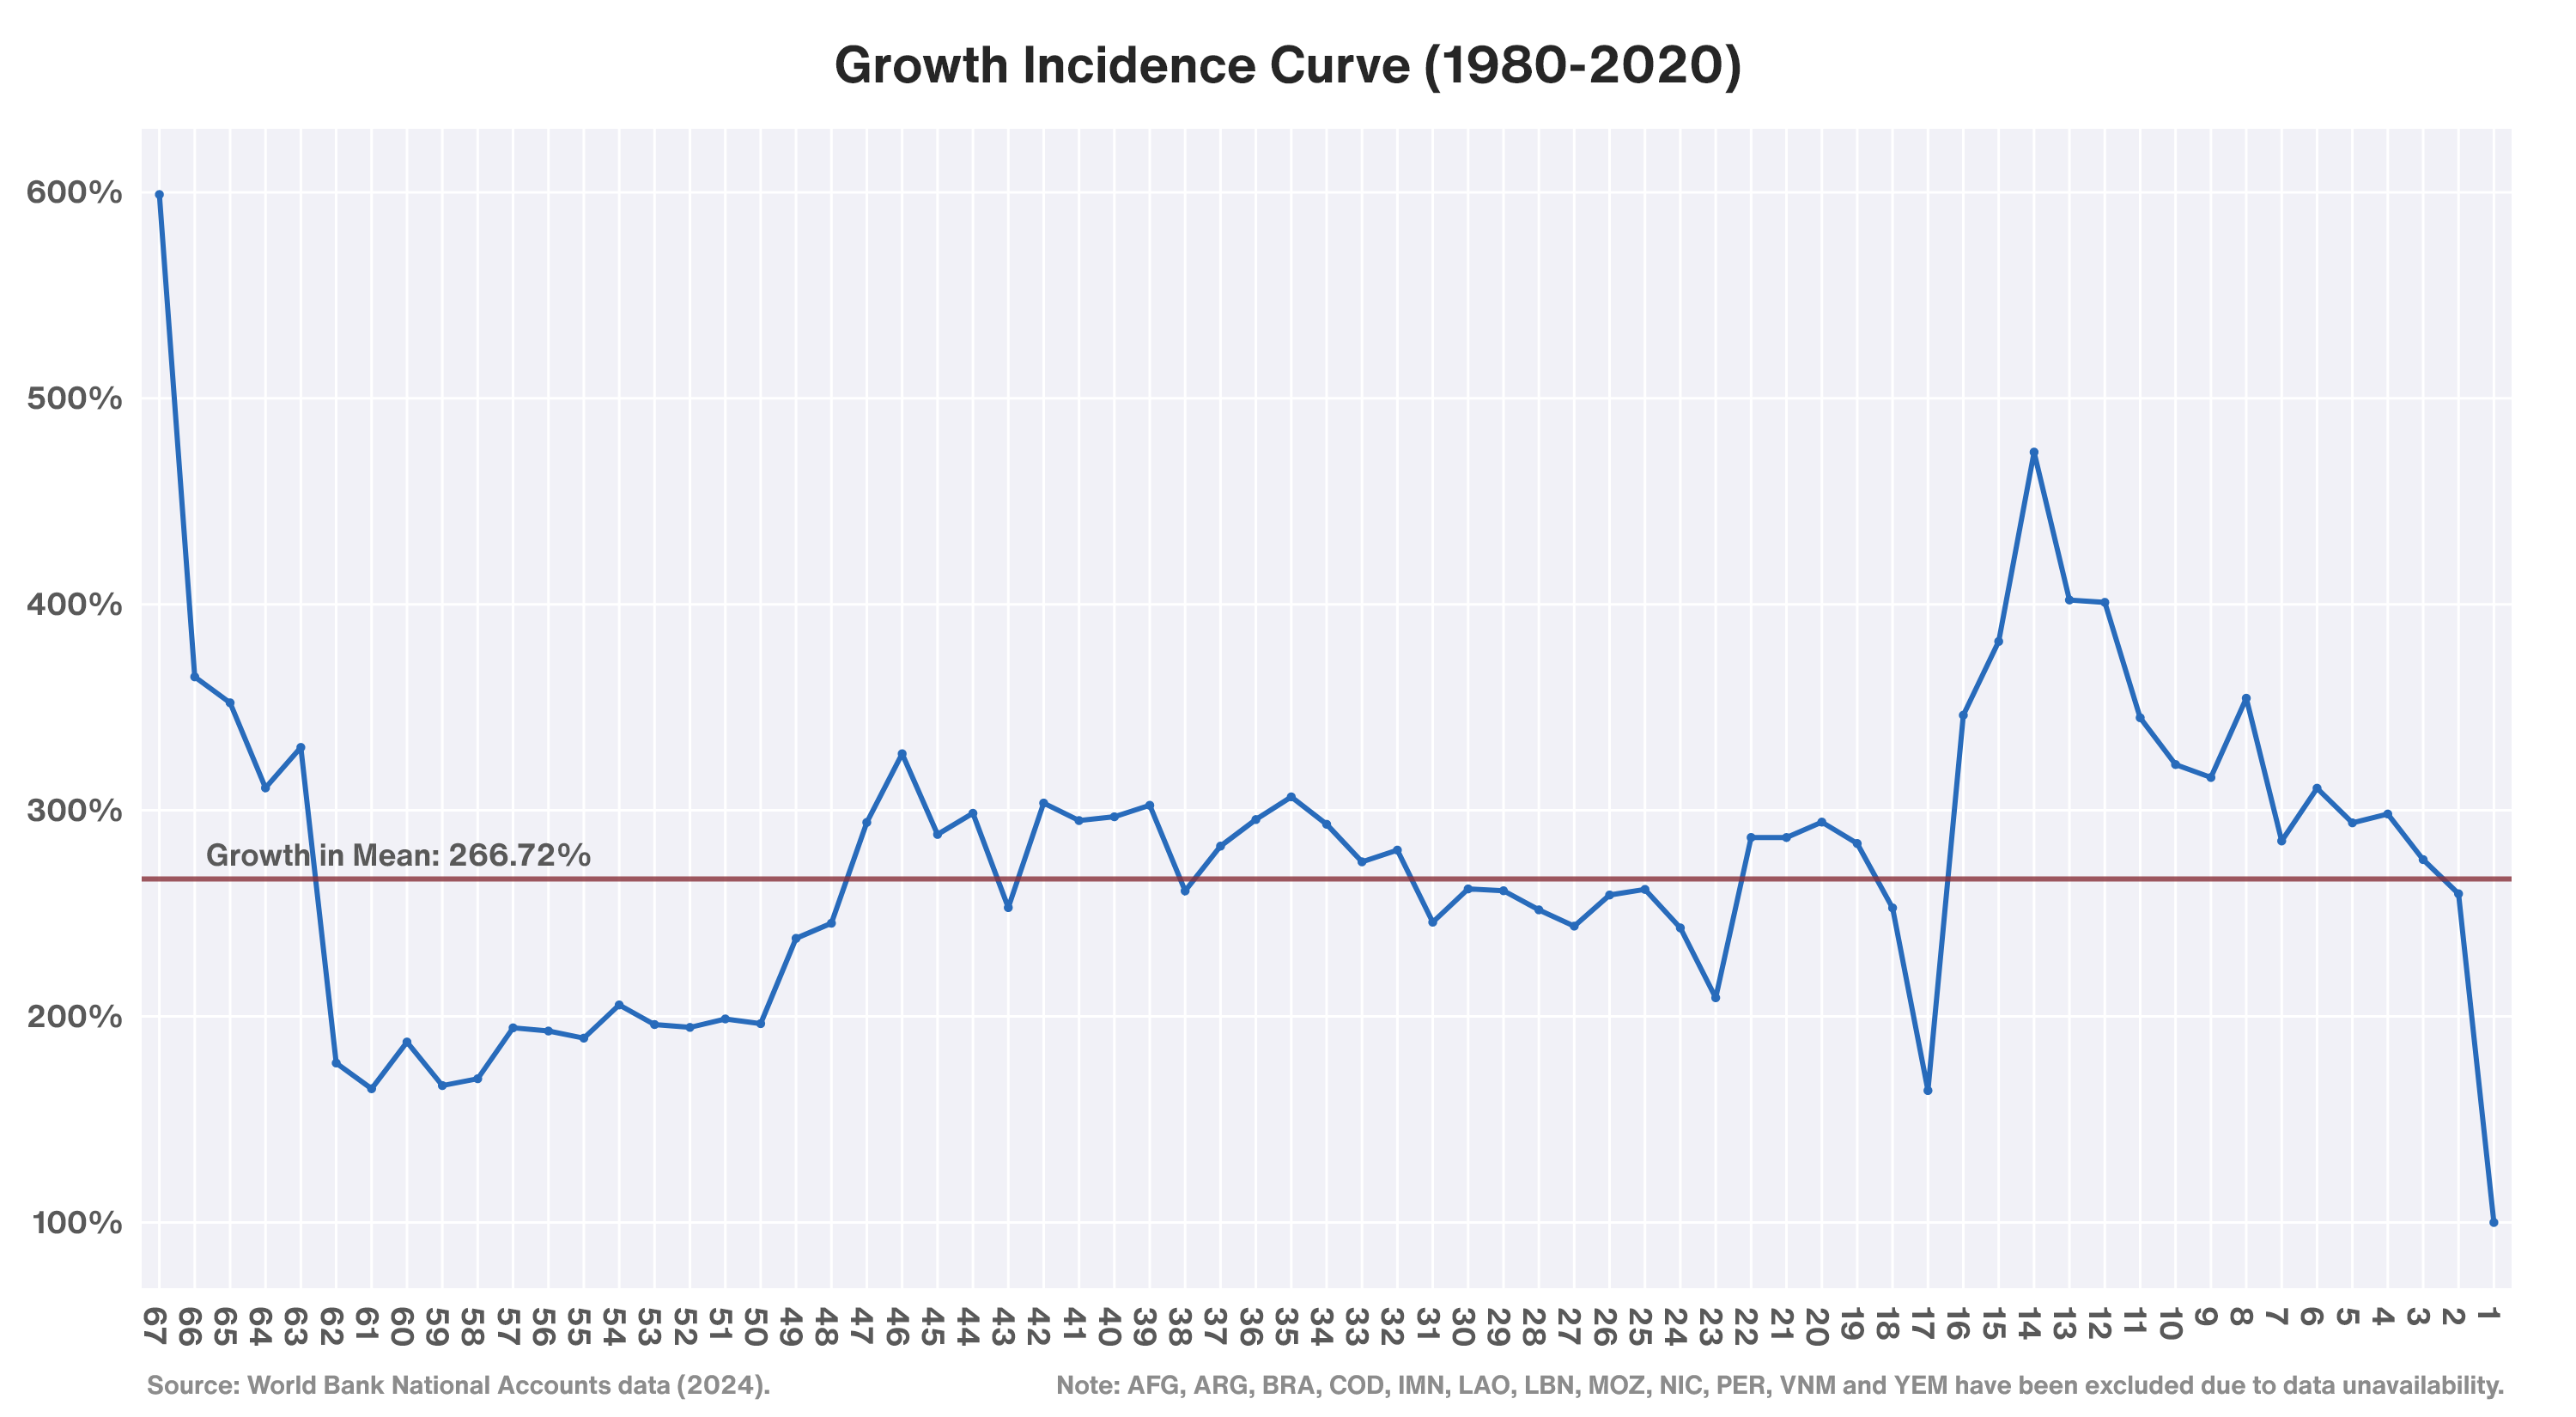 Growth Incidence Curve (1980-2020)
600%
500%
400%
300%
Growth in Mean: 266.72%
200%
100%
67 66 65 64 63 62 61 60 59 58 57 56 55 54 53 52 51 50 49 48 47 46 45 44 43 42 41 40 39 38 37 36 35 34 33 32 31 30 29 28 27 26 25 24 23 22 21 20 19 18 17 16 15 14 13 12 11 10 9 8 7 6 5 4 3 2 1
Source: World Bank National Accounts data (2024).
Note: AFG, ARG, BRA, COD, IMN, LAO, LBN, MOZ, NIC, PER, VNM and YEM have been excluded due to data unavailability.